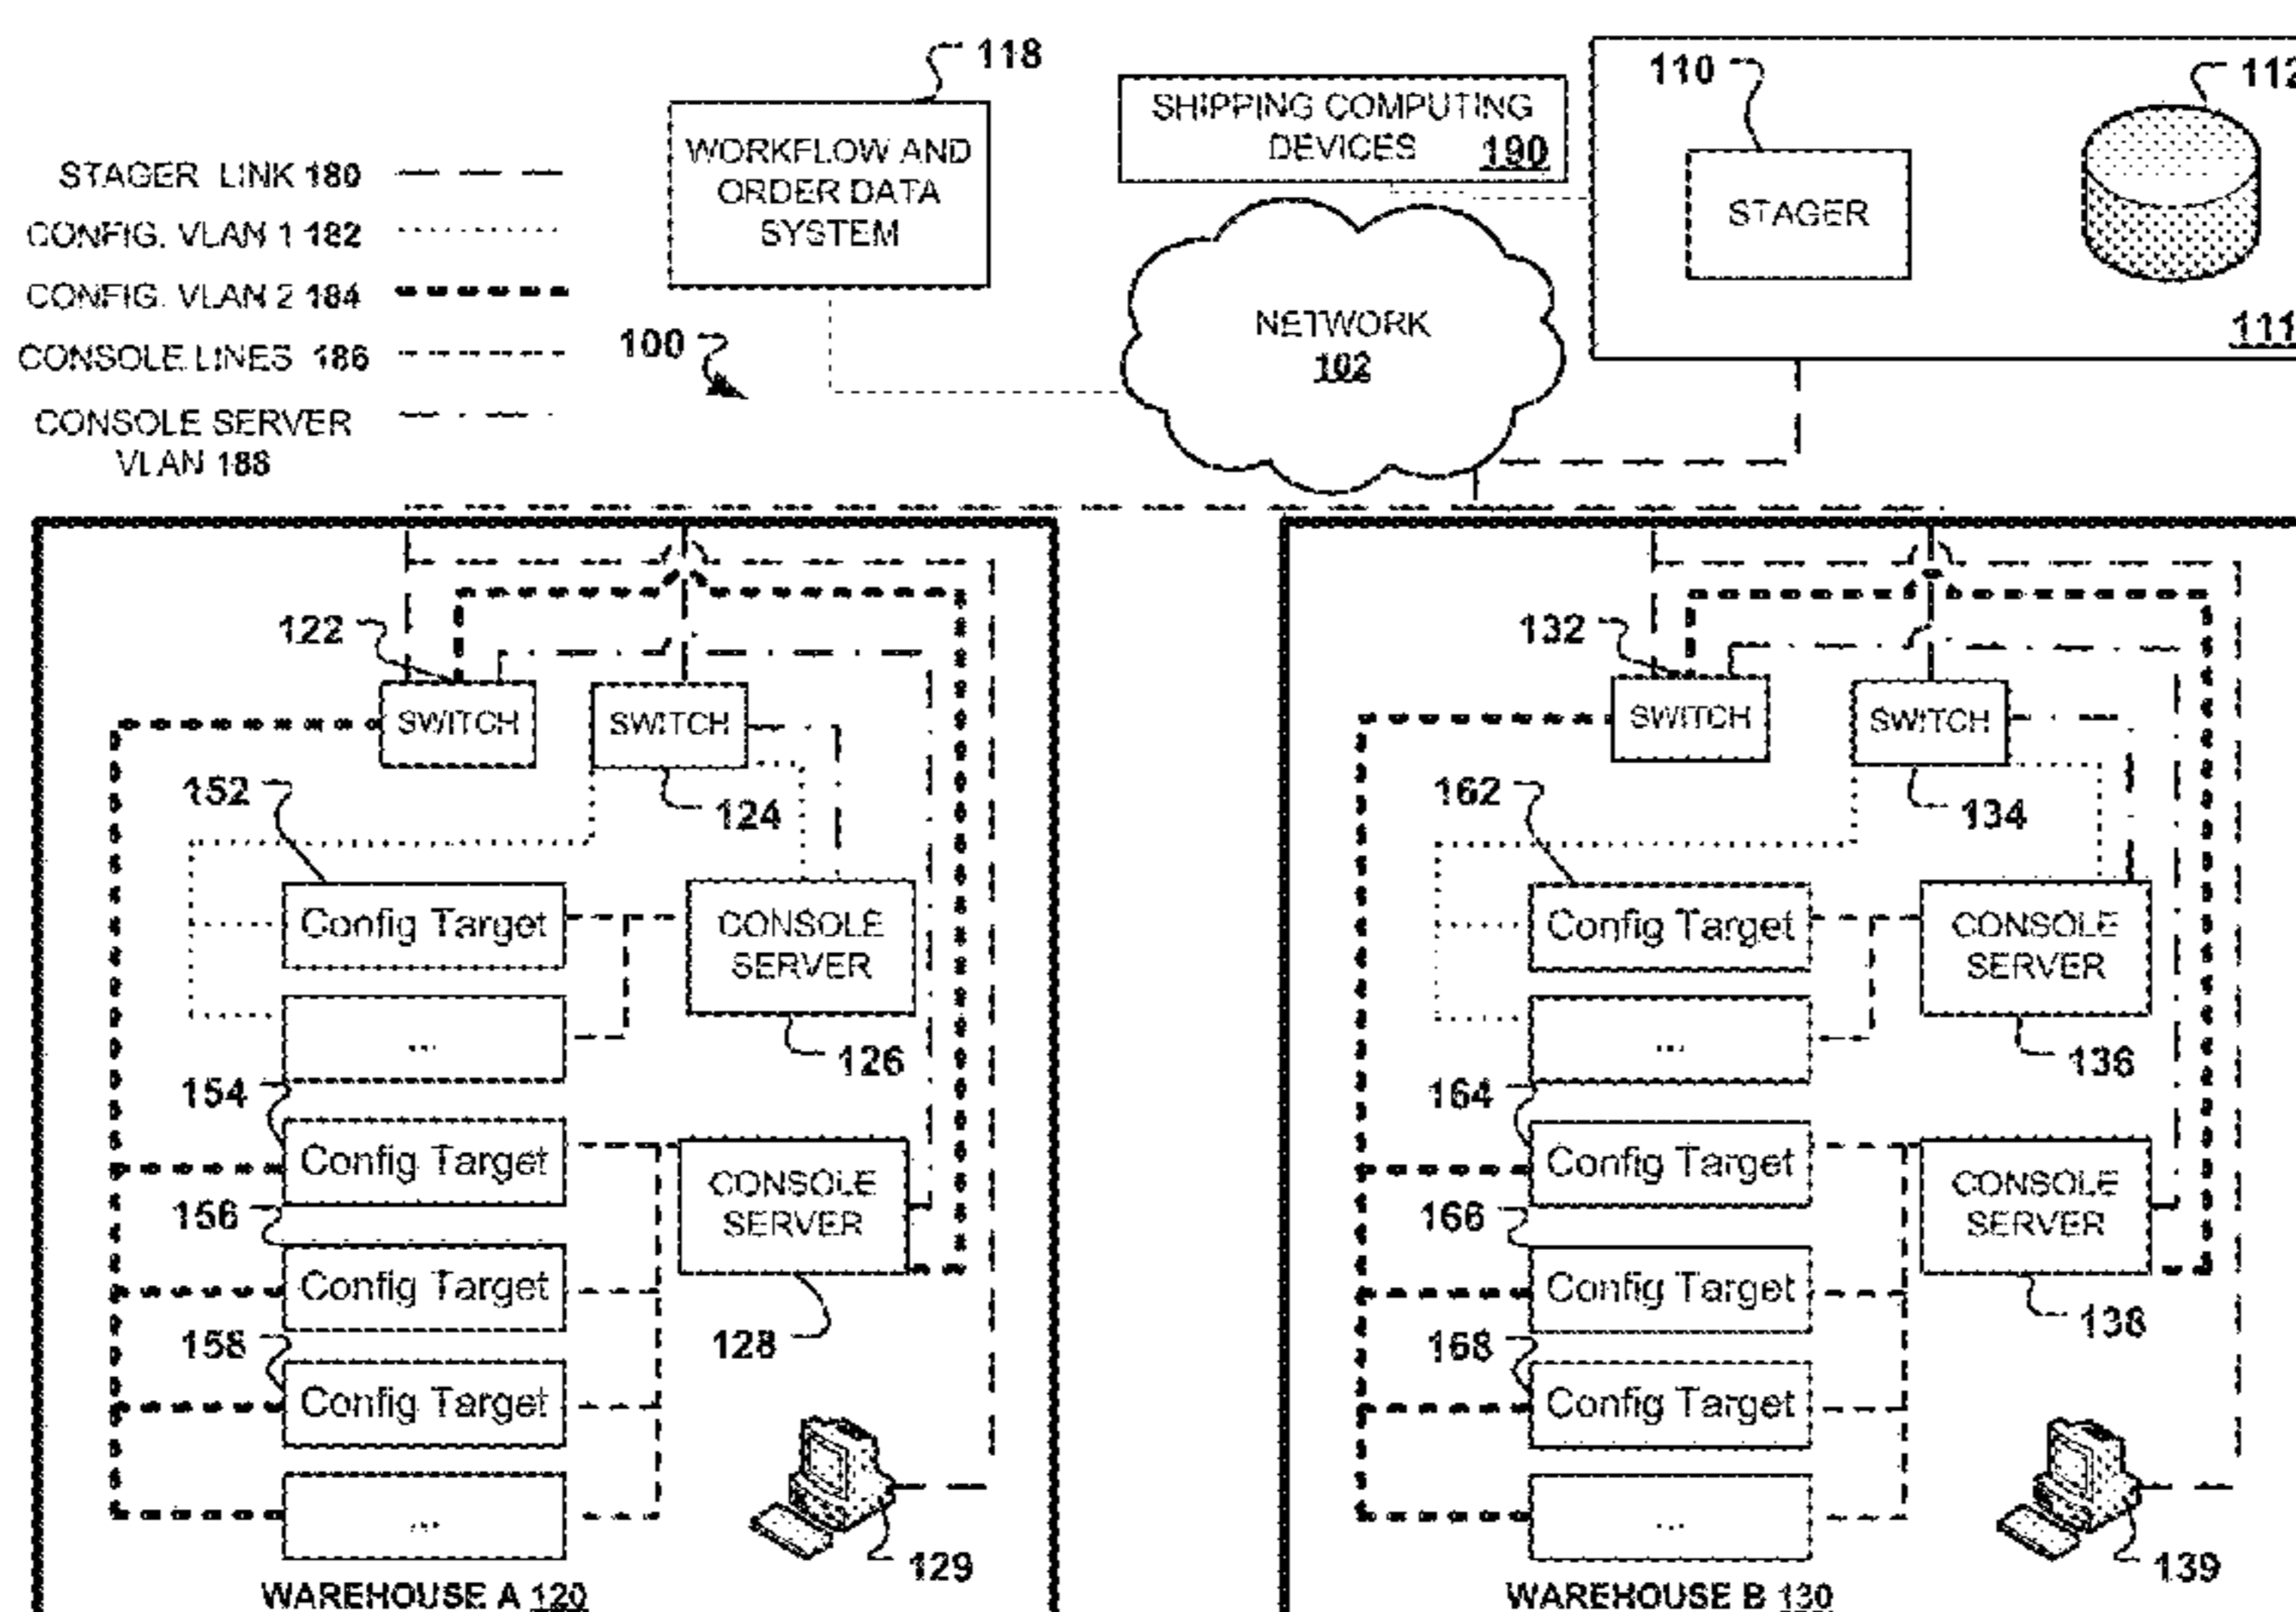 118
110
112
SHIPPING COMPUTING
DEVICES 190
WORKFLOW AND
ORDER DATA
SYSTEM
STAGER
STAGER LINK 180
CONFIG. VLAN 1 182
CONFIG. VLAN 2 184
CONSOLE LINES 186
CONSOLE SERVER
VLAN 188
100
NETWORK
102
111
122
SWITCH
SWITCH
124
152
Config Target
CONSOLE
SERVER
126
...
154
Config Target
CONSOLE
SERVER
128
156
Config Target
158
Config Target
...
129
WAREHOUSE A 120
132
SWITCH
SWITCH
134
162
Config Target
CONSOLE
SERVER
136
...
164
Config Target
CONSOLE
SERVER
138
166
Config Target
168
Config Target
...
139
WAREHOUSE B 130